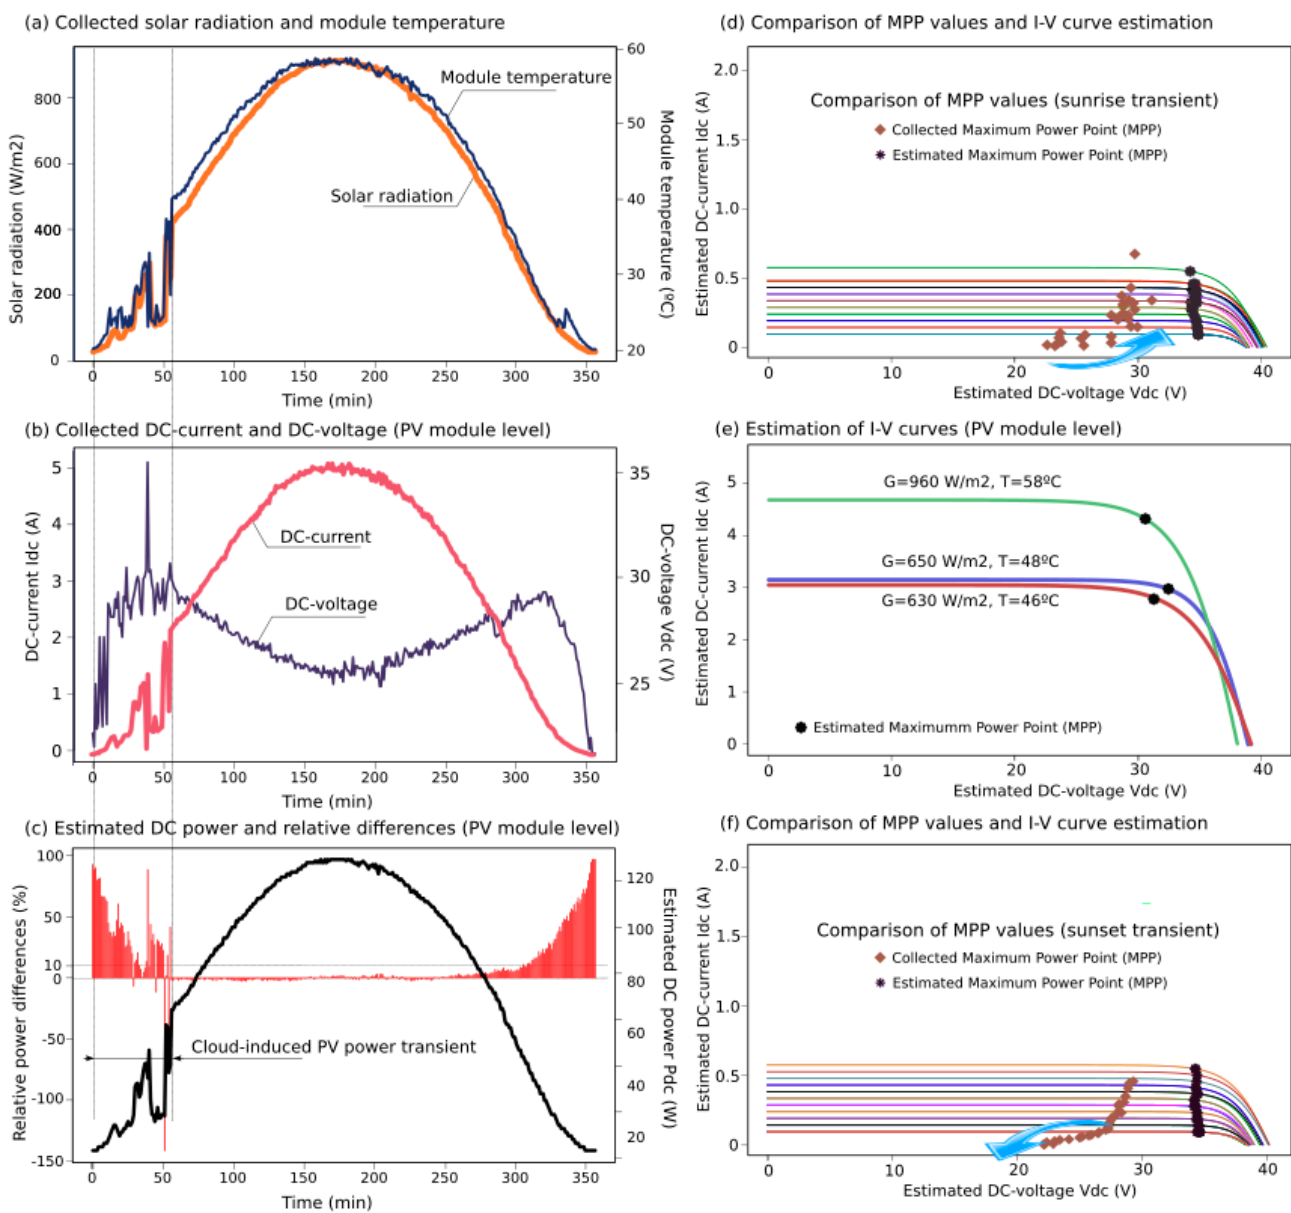 (a) Collected solar radiation and module temperature
Solar radiation (W/m2)
800
600
400
200
0
Module temperature
Solar radiation
60
50
40
30
20
Module temperature (ºC)
0 50 100 150 200 250 300 350
Time (min)
(b) Collected DC-current and DC-voltage (PV module level)
DC-current Idc (A)
5
4
3
2
1
0
DC-current
DC-voltage
35
30
25
DC-voltage Vdc (V)
0 50 100 150 200 250 300 350
Time (min)
(c) Estimated DC power and relative differences (PV module level)
Relative power differences (%)
100
50
10
0
-50
-100
-150
Cloud-induced PV power transient
120
100
80
60
40
20
Estimated DC power Pdc (W)
0 50 100 150 200 250 300 350
Time (min)
(d) Comparison of MPP values and I-V curve estimation
Estimated DC-current Idc (A)
2.0
1.5
1.0
0.5
0
Comparison of MPP values (sunrise transient)
Collected Maximum Power Point (MPP)
Estimated Maximum Power Point (MPP)
0 10 20 30 40
Estimated DC-voltage Vdc (V)
(e) Estimation of I-V curves (PV module level)
Estimated DC-current Idc (A)
5
4
3
2
1
0
G=960 W/m2, T=58ºC
G=650 W/m2, T=48ºC
G=630 W/m2, T=46ºC
Estimated Maximumm Power Point (MPP)
0 10 20 30 40
Estimated DC-voltage Vdc (V)
(f) Comparison of MPP values and I-V curve estimation
Estimated DC-current Idc (A)
2.0
1.5
1.0
0.5
0
Comparison of MPP values (sunset transient)
Collected Maximum Power Point (MPP)
Estimated Maximum Power Point (MPP)
0 10 20 30 40
Estimated DC-voltage Vdc (V)